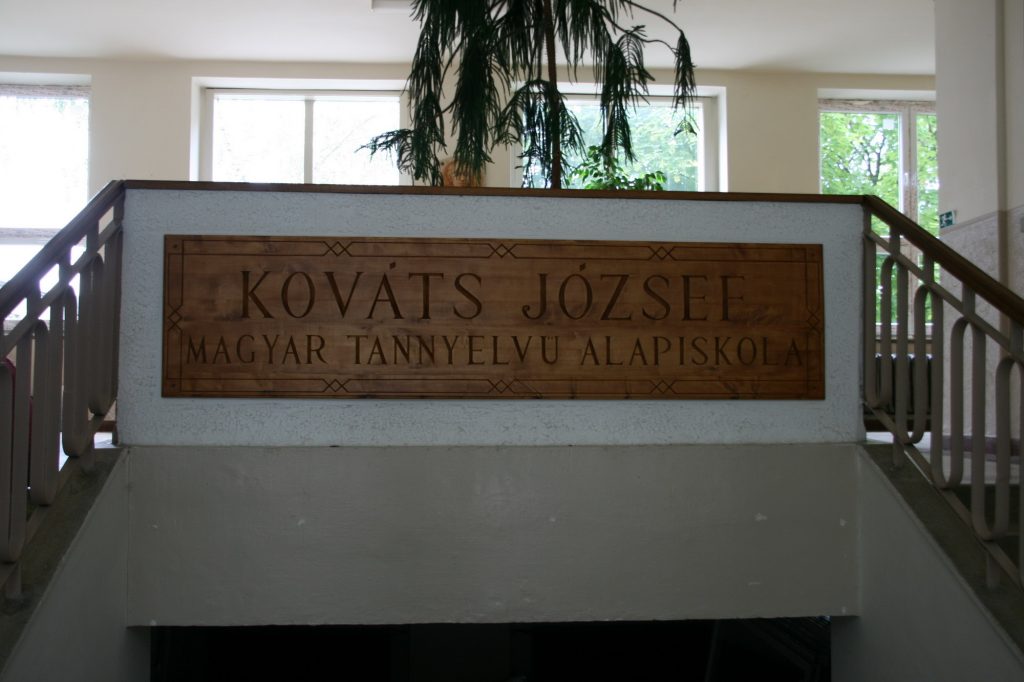 KOVÁTS JÓZSEF
MAGYAR TANNYELVŰ ALAPISKOLA